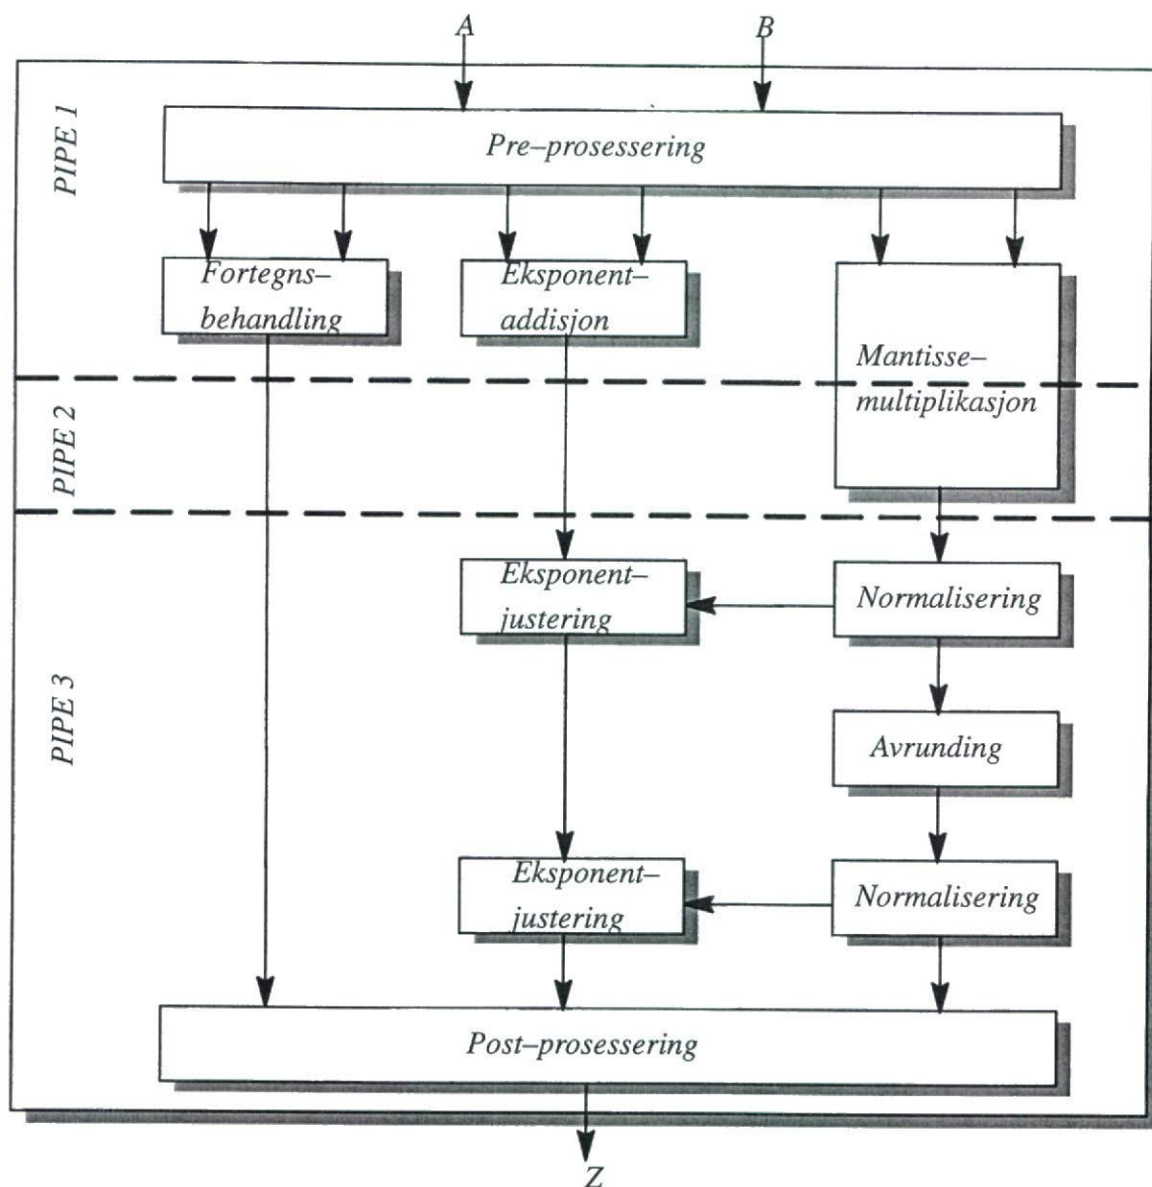 A
B
PIPE 1
Pre–prosessering
Fortegns–
behandling
Eksponent–
addisjon
Mantisse–
multiplikasjon
PIPE 2
PIPE 3
Eksponent–
justering
Normalisering
Avrunding
Eksponent–
justering
Normalisering
Post–prosessering
Z